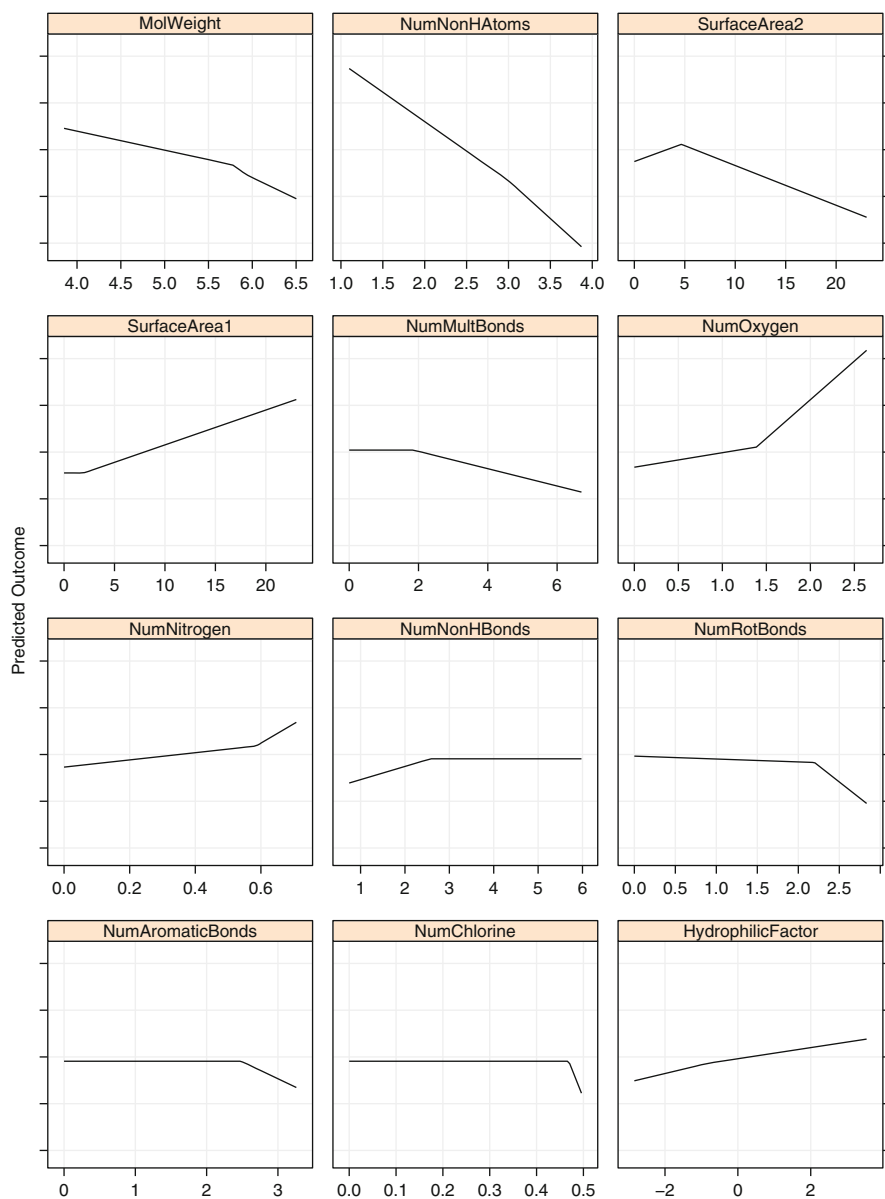 MolWeight NumNonHAtoms SurfaceArea2
4.0 4.5 5.0 5.5 6.0 6.5 1.0 1.5 2.0 2.5 3.0 3.5 4.0 0 5 10 15 20
SurfaceArea1 NumMultBonds NumOxygen
0 5 10 15 20 0 2 4 6 0.0 0.5 1.0 1.5 2.0 2.5
Predicted Outcome
NumNitrogen NumNonHBonds NumRotBonds
0.0 0.2 0.4 0.6 1 2 3 4 5 6 0.0 0.5 1.0 1.5 2.0 2.5
NumAromaticBonds NumChlorine HydrophilicFactor
0 1 2 3 0.0 0.1 0.2 0.3 0.4 0.5 −2 0 2